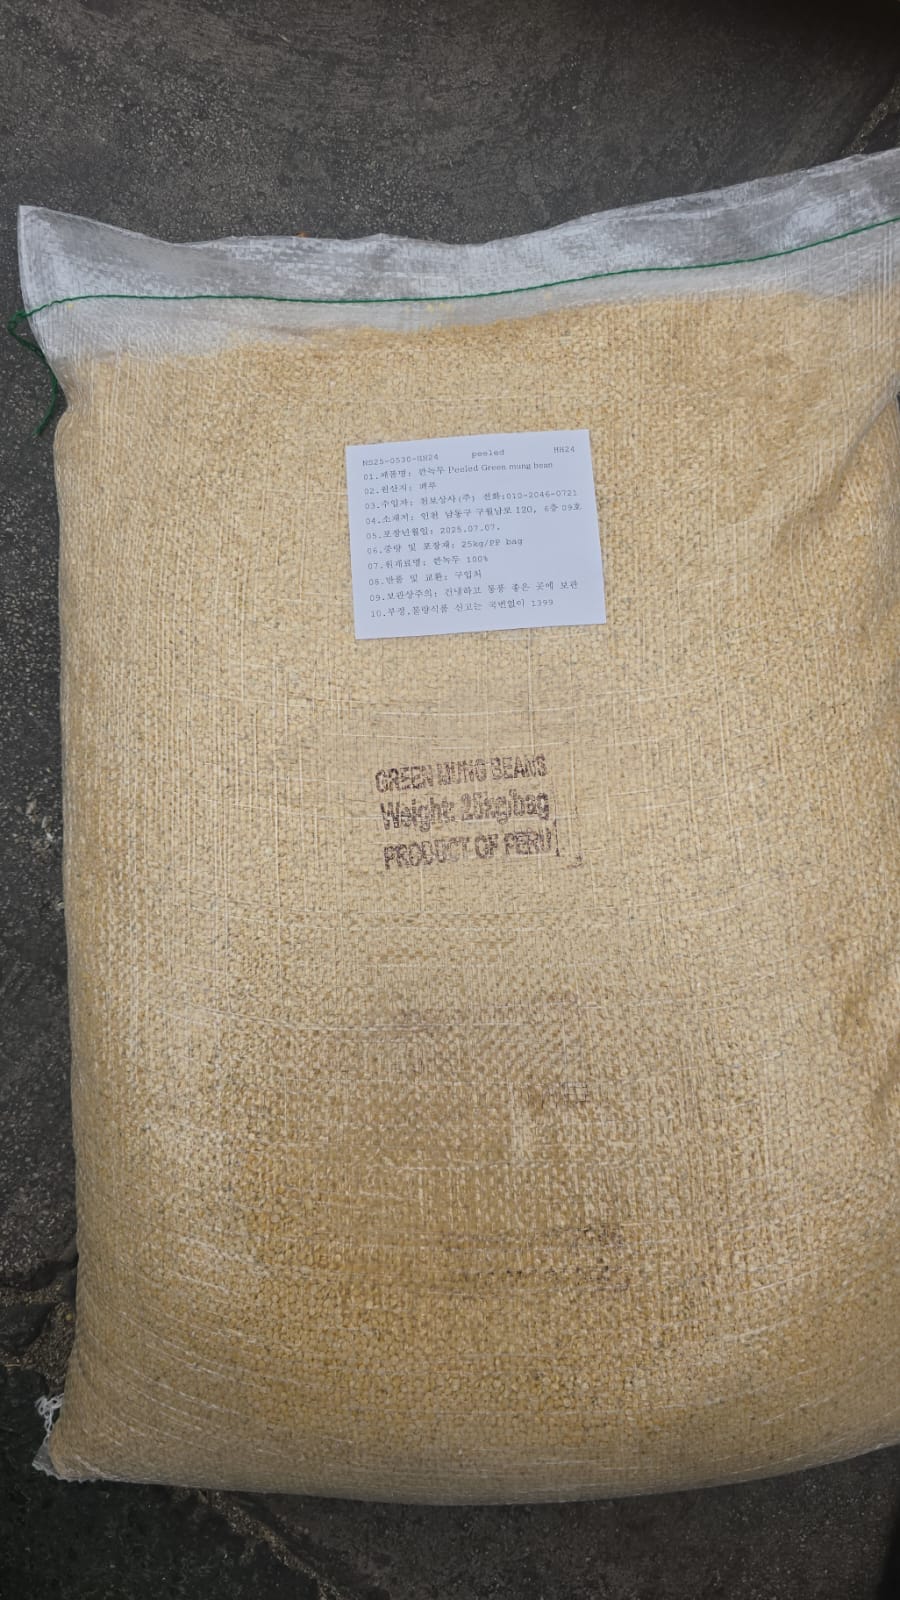 NS25-0530-HH24 peeled HH24
01.제품명: 깐녹두 Peeled Green mung bean
02.원산지: 페루
03.수입자: 천보상사(주) 전화:010-2046-0721
04.소재지: 인천 남동구 구월남로 120, 6층 09호
05.포장년월일: 2025.07.07.
06.중량 및 포장재: 25kg/PP bag
07.원재료명: 깐녹두 100%
08.반품 및 교환: 구입처
09.보관상주의: 건냉하고 통풍 좋은 곳에 보관
10.부정.불량식품 신고는 국번없이 1399
GREEN MUNG BEANS
Weight: 25kg/bag
PRODUCT OF PERU